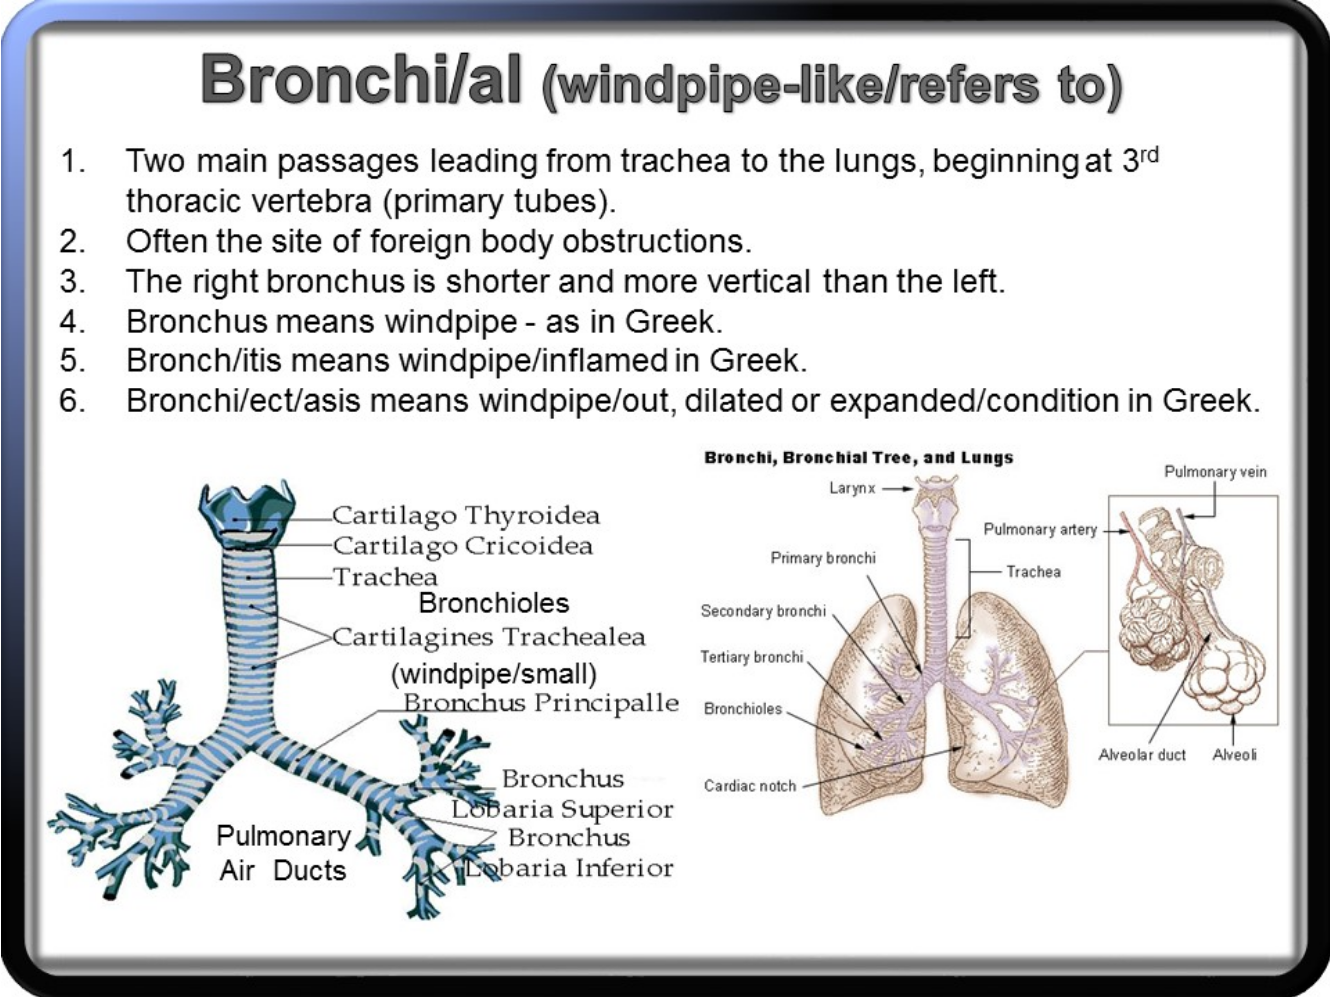 Bronchi/al (windpipe-like/refers to)
1. Two main passages leading from trachea to the lungs, beginning at 3rd
thoracic vertebra (primary tubes).
2. Often the site of foreign body obstructions.
3. The right bronchus is shorter and more vertical than the left.
4. Bronchus means windpipe - as in Greek.
5. Bronch/itis means windpipe/inflamed in Greek.
6. Bronchi/ect/asis means windpipe/out, dilated or expanded/condition in Greek.
Cartilago Thyroidea
Cartilago Cricoidea
Trachea
Bronchioles
Cartilagines Trachealea
(windpipe/small)
Bronchus Principalle
Bronchus
Lobaria Superior
Bronchus
Lobaria Inferior
Pulmonary
Air Ducts
Bronchi, Bronchial Tree, and Lungs
Larynx
Primary bronchi
Secondary bronchi
Tertiary bronchi
Bronchioles
Cardiac notch
Trachea
Pulmonary vein
Pulmonary artery
Alveolar duct
Alveoli